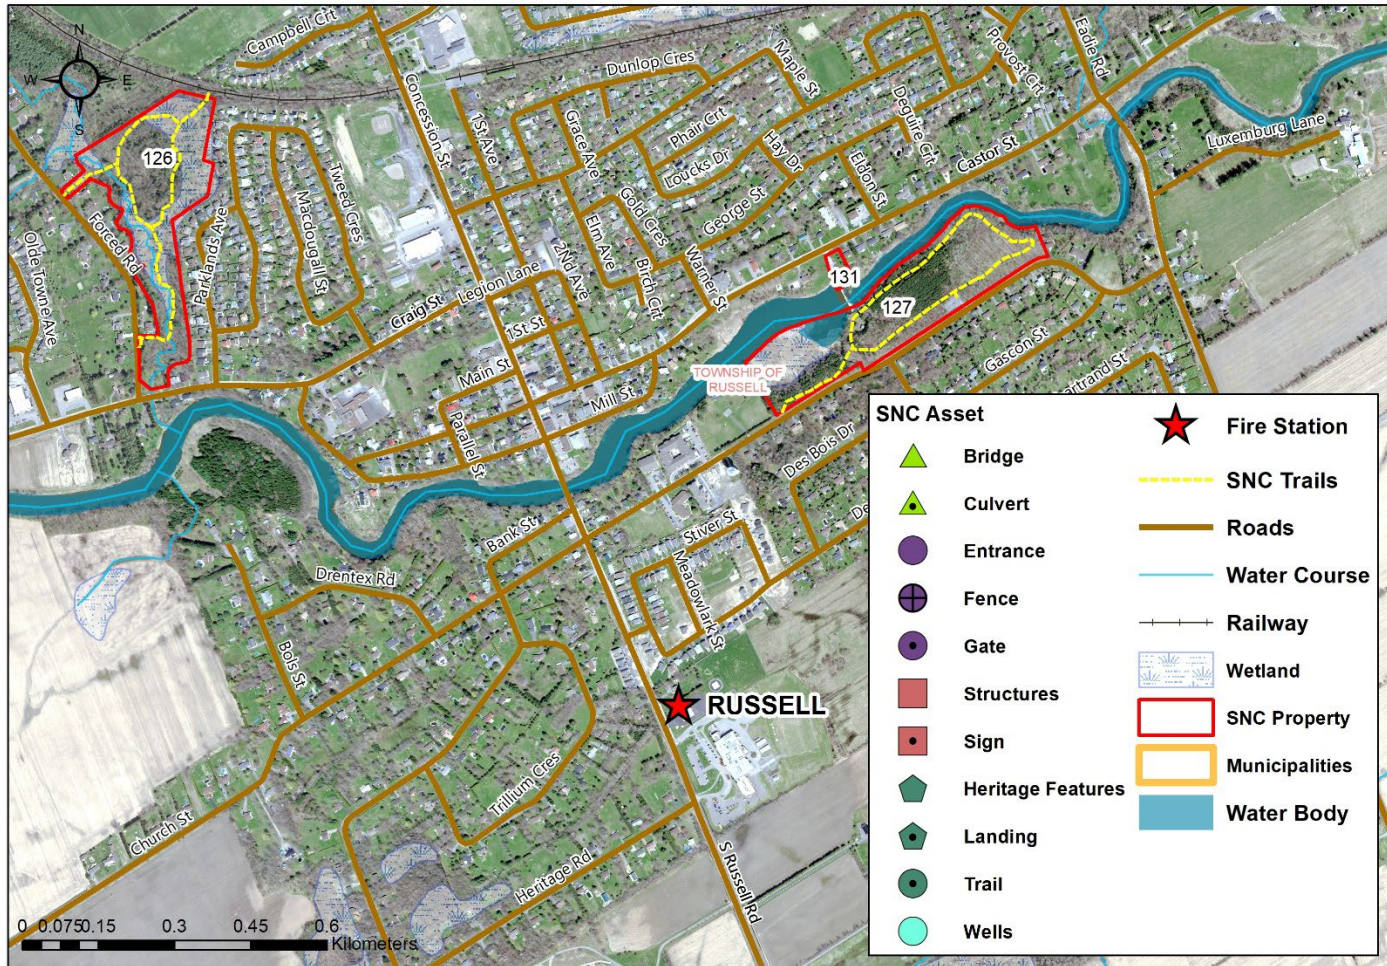 Campbell Crt
Concession St
Dunlop Cres
Maple St
Provost Crt
Eadie Rd
N
W
E
S
126
1St Ave
Grace Ave
Phair Crt
Loucks Dr
Hay Dr
Deguire Crt
Castor St
Luxemburg Lane
Tweed Cres
Macdougall St
Parklands Ave
Forced Rd
Olde Towne Ave
Gold Cres
Elm Ave
Birch Crt
George St
Eldon St
Warner St
2Nd Ave
Legion Lane
Craig St
1St St
Main St
Mill St
Parallel St
131
127
TOWNSHIP OF
RUSSELL
Gascon St
artrand St
Des Bois Dr
De
Bank St
Stiver St
Meadowlark St
Drentex Rd
Bols St
RUSSELL
Trillium Cres
Church St
Heritage Rd
S Russell Rd
0 0.075 0.15 0.3 0.45 0.6
Kilometers
SNC Asset
Bridge
Culvert
Entrance
Fence
Gate
Structures
Sign
Heritage Features
Landing
Trail
Wells
Fire Station
SNC Trails
Roads
Water Course
Railway
Wetland
SNC Property
Municipalities
Water Body